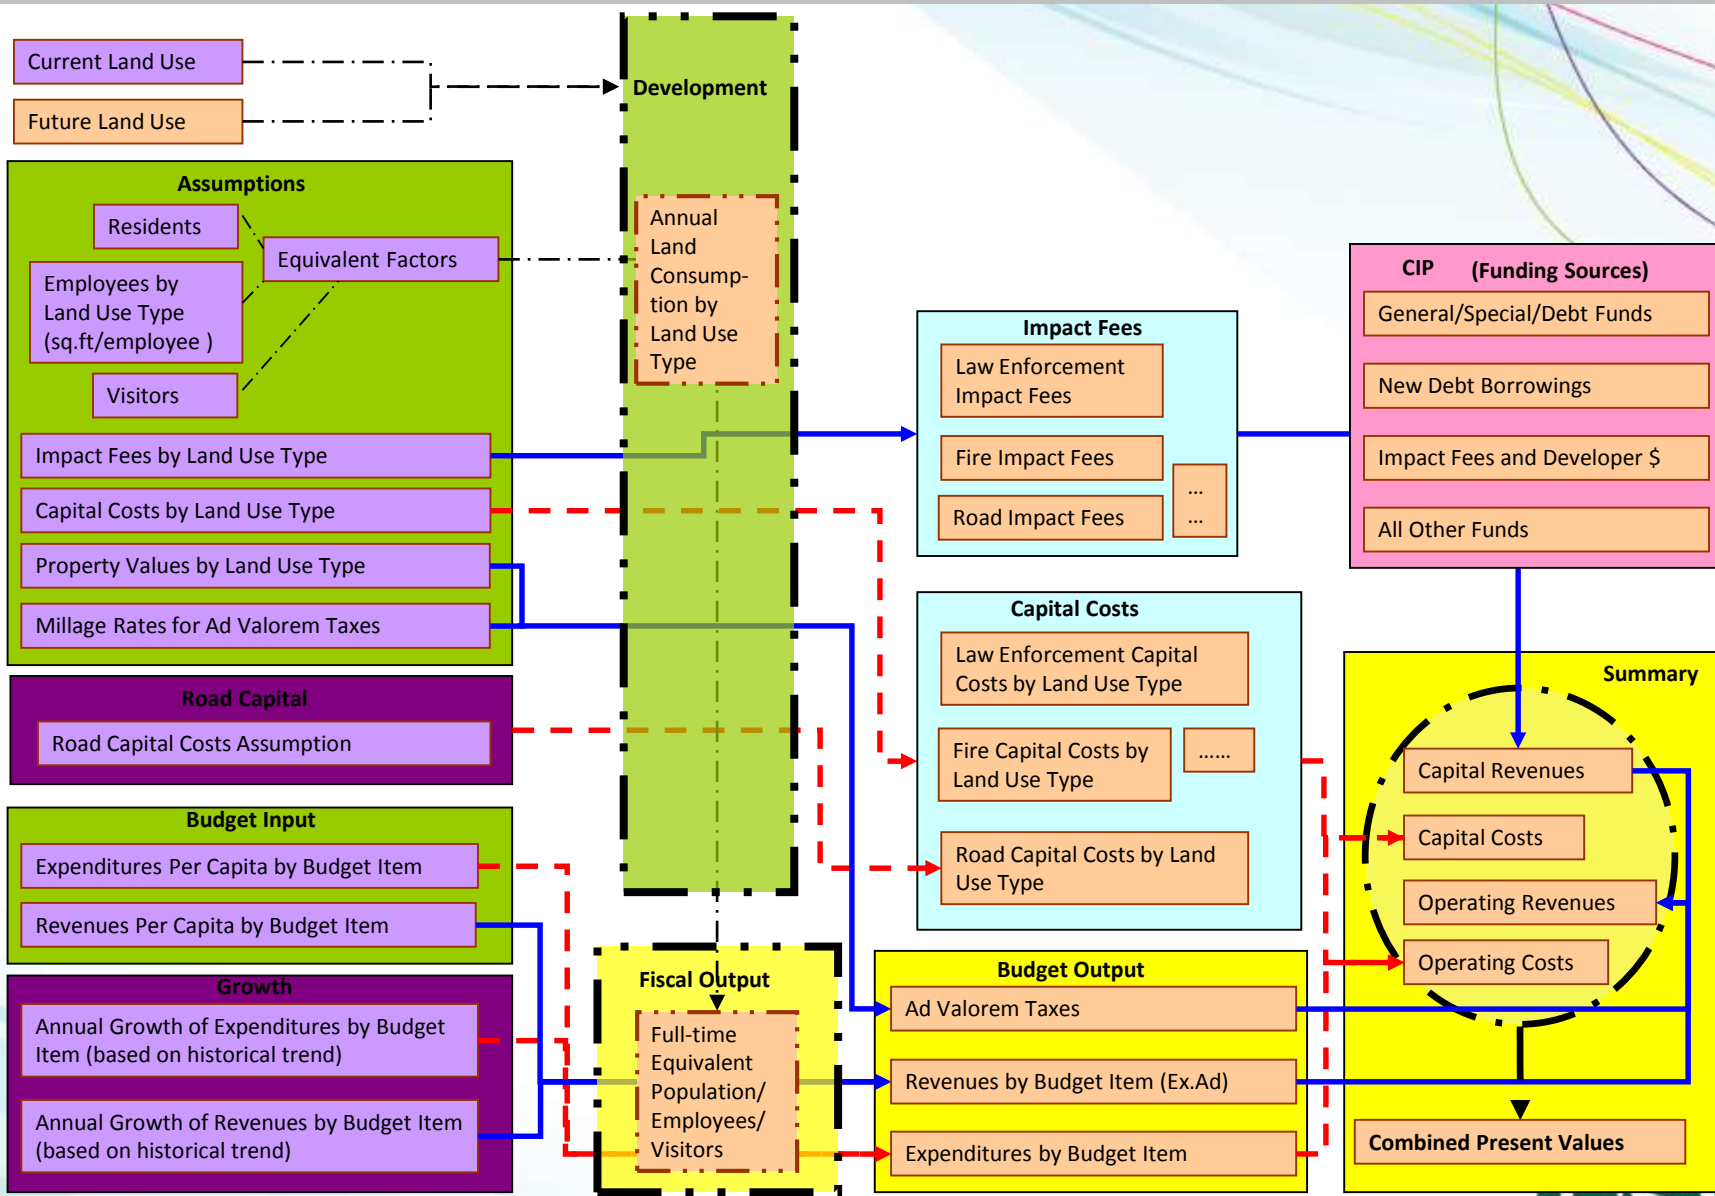 Current Land Use
Future Land Use
Development
Annual
Land
Consump-
tion by
Land Use
Type
Assumptions
Residents
Equivalent Factors
Employees by
Land Use Type
(sq.ft/employee )
Visitors
Impact Fees by Land Use Type
Capital Costs by Land Use Type
Property Values by Land Use Type
Millage Rates for Ad Valorem Taxes
Road Capital
Road Capital Costs Assumption
Budget Input
Expenditures Per Capita by Budget Item
Revenues Per Capita by Budget Item
Growth
Annual Growth of Expenditures by Budget
Item (based on historical trend)
Annual Growth of Revenues by Budget Item
(based on historical trend)
Fiscal Output
Full-time
Equivalent
Population/
Employees/
Visitors
Impact Fees
Law Enforcement
Impact Fees
Fire Impact Fees
Road Impact Fees
...
...
Capital Costs
Law Enforcement Capital
Costs by Land Use Type
Fire Capital Costs by
Land Use Type
......
Road Capital Costs by Land
Use Type
Budget Output
Ad Valorem Taxes
Revenues by Budget Item (Ex.Ad)
Expenditures by Budget Item
CIP (Funding Sources)
General/Special/Debt Funds
New Debt Borrowings
Impact Fees and Developer $
All Other Funds
Summary
Capital Revenues
Capital Costs
Operating Revenues
Operating Costs
Combined Present Values